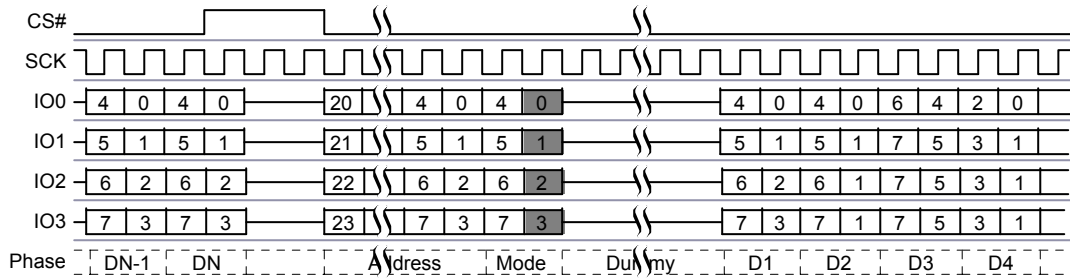 CS#
SCK
IO0 4 0 4 0 20 4 0 4 0 4 0 4 0 6 4 2 0
IO1 5 1 5 1 21 5 1 5 1 5 1 5 1 7 5 3 1
IO2 6 2 6 2 22 6 2 6 2 6 2 6 1 7 5 3 1
IO3 7 3 7 3 23 7 3 7 3 7 3 7 1 7 5 3 1
Phase DN-1 DN Address Mode Dummy D1 D2 D3 D4